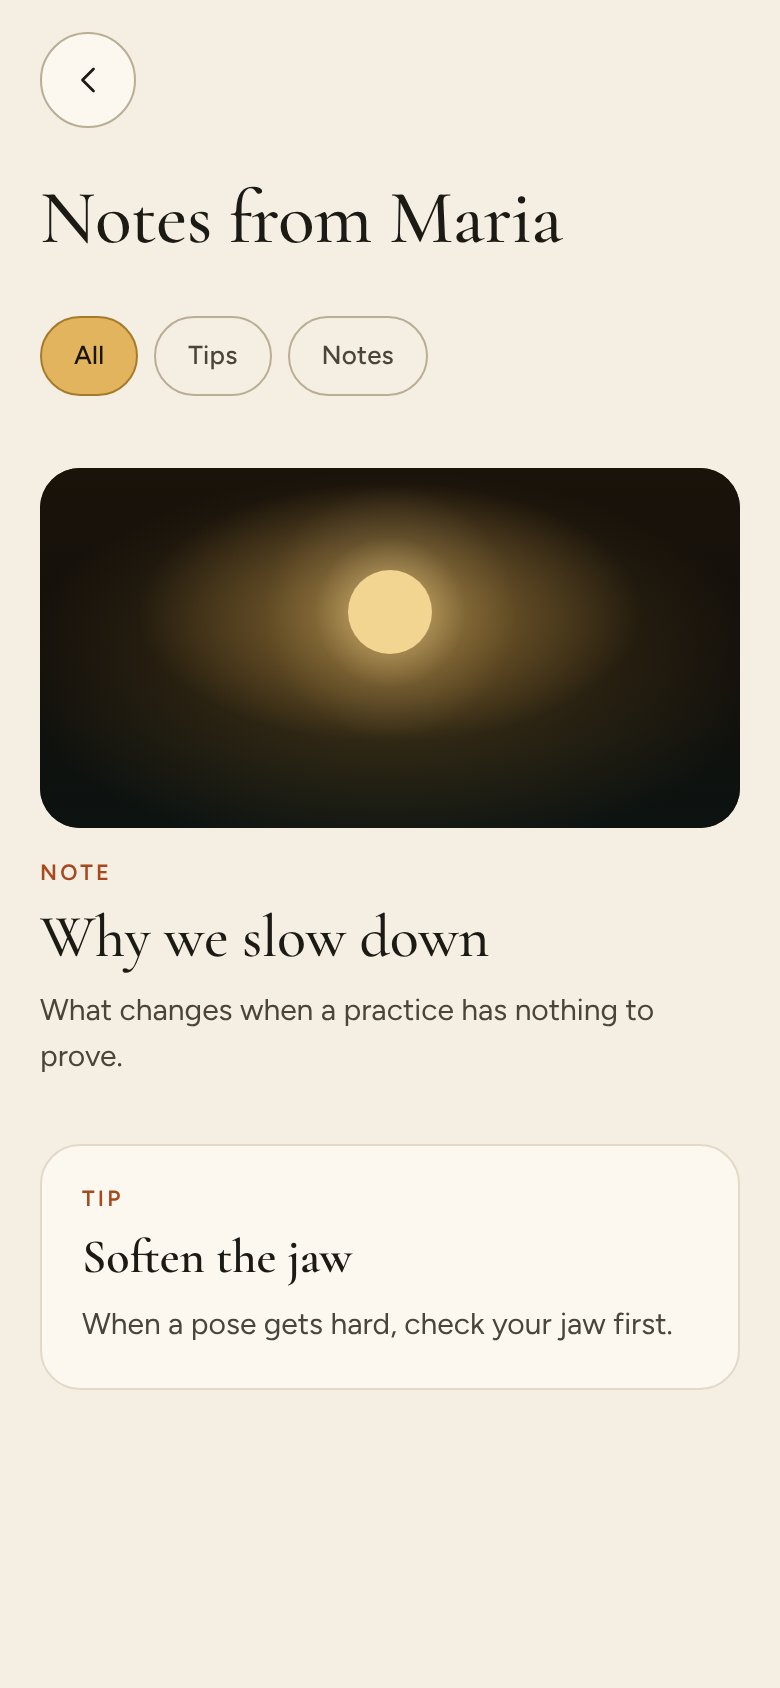 Notes from Maria
All
Tips
Notes
NOTE
Why we slow down
What changes when a practice has nothing to
prove.
TIP
Soften the jaw
When a pose gets hard, check your jaw first.